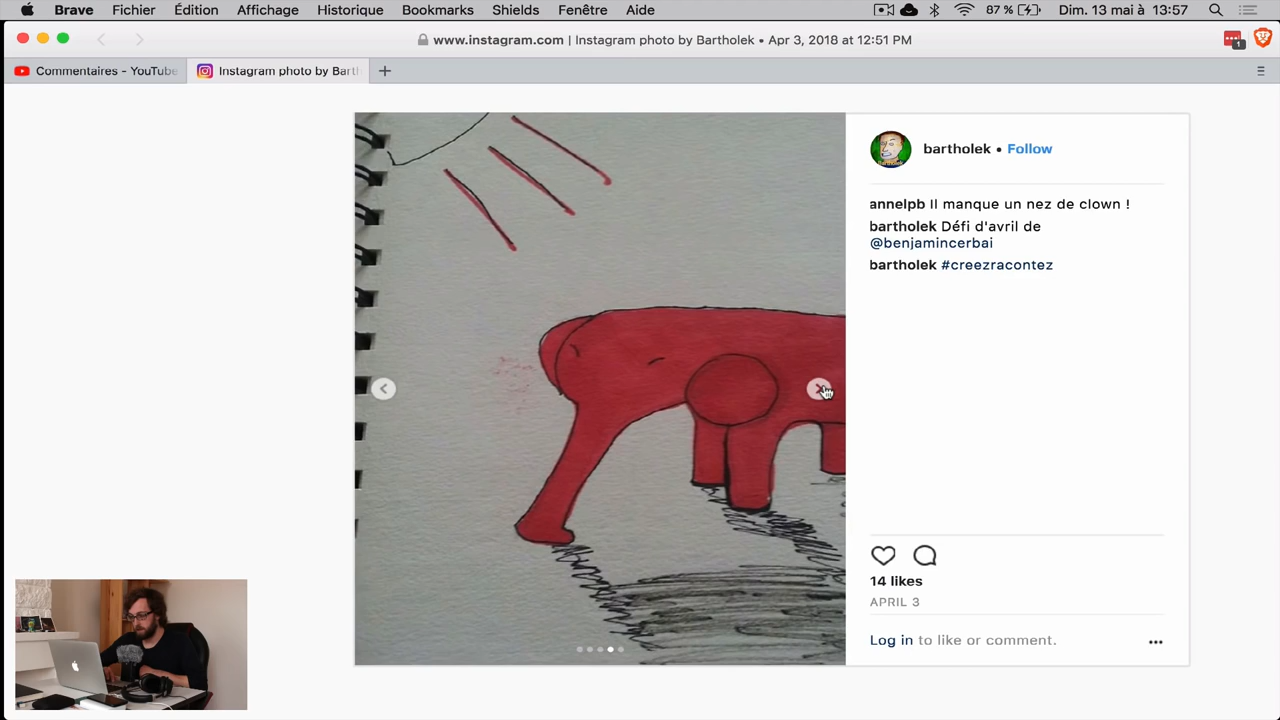 Brave Fichier Édition Affichage Historique Bookmarks Shields Fenêtre Aide 87 % Dim. 13 mai à 13:57
www.instagram.com | Instagram photo by Bartholek • Apr 3, 2018 at 12:51 PM
1
Commentaires - YouTube Instagram photo by Barth
bartholek • Follow
annelpb Il manque un nez de clown !
bartholek Défi d'avril de
@benjamincerbai
bartholek #creezracontez
14 likes
APRIL 3
Log in to like or comment.